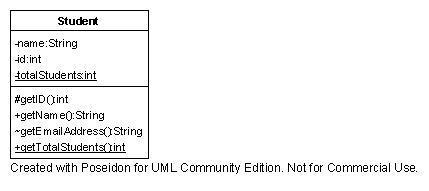 Student
-name:String
-id:int
-totalStudents:int
#getID():int
+getName():String
~getEmailAddress():String
+getTotalStudents():int
Created with Poseidon for UML Community Edition. Not for Commercial Use.